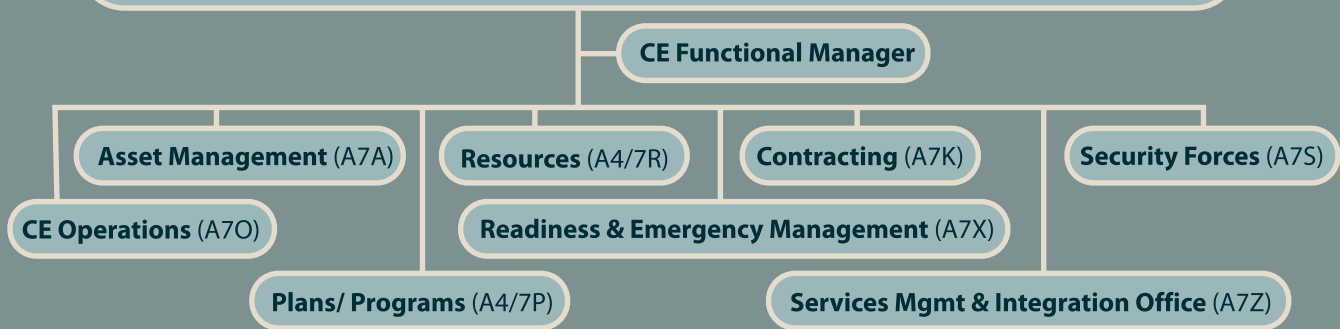 CE Functional Manager
Asset Management (A7A)
Resources (A4/7R)
Contracting (A7K)
Security Forces (A7S)
CE Operations (A7O)
Readiness & Emergency Management (A7X)
Plans/ Programs (A4/7P)
Services Mgmt & Integration Office (A7Z)